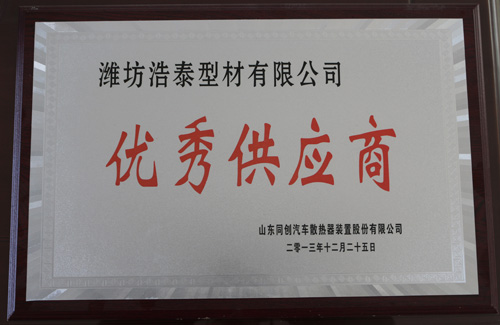 潍坊浩泰型材有限公司
优秀供应商
山东同创汽车散热器装置股份有限公司
二零一三年十二月二十五日